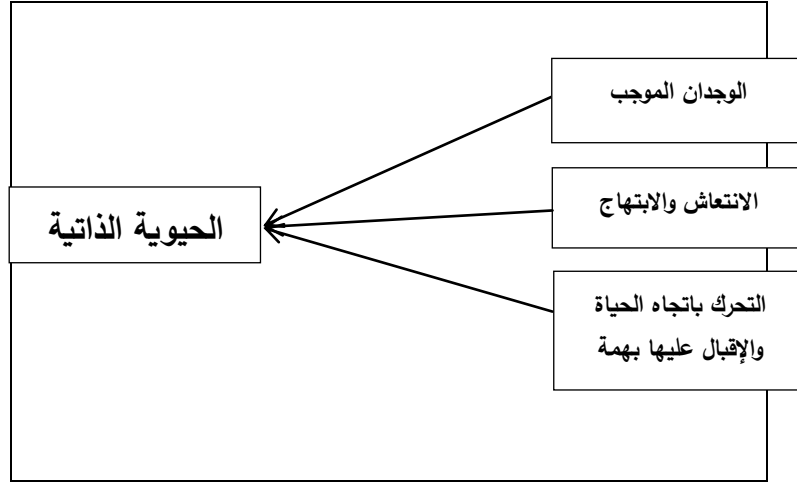 الوجدان الموجب
الانتعاش والابتهاج
الحيوية الذاتية
التحرك باتجاه الحياة
والإقبال عليها بهمة